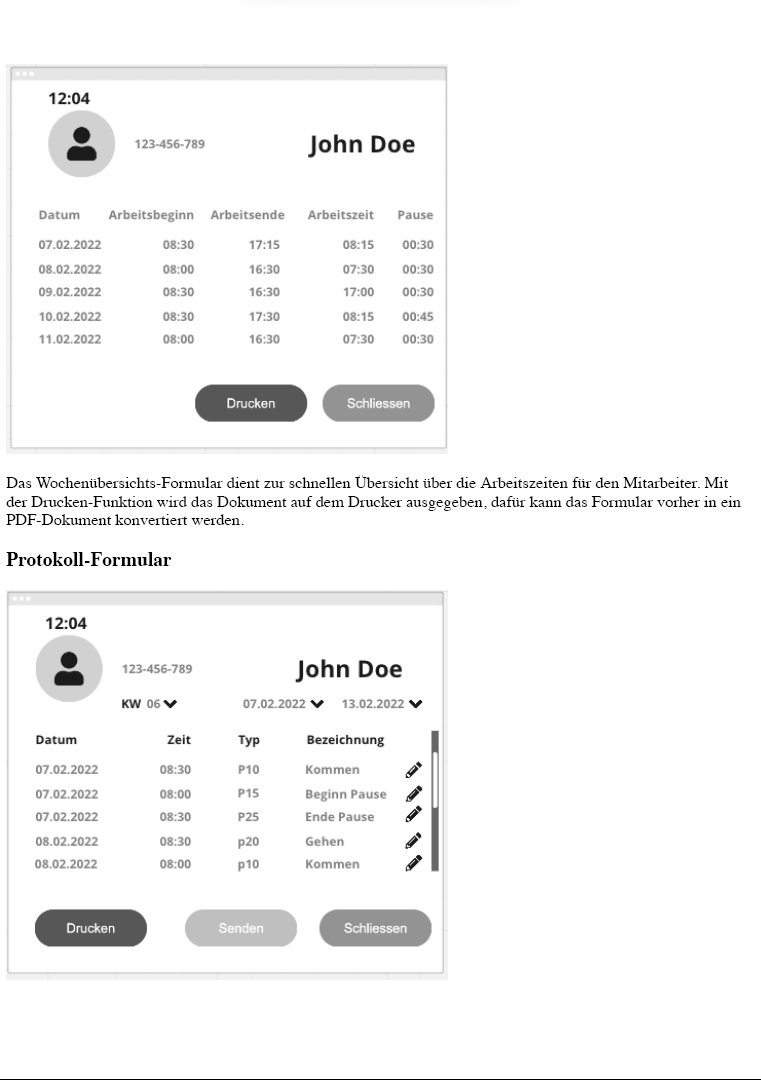 12:04
123-456-789 John Doe
Datum Arbeitsbeginn Arbeitsende Arbeitszeit Pause
07.02.2022 08:30 17:15 08:15 00:30
08.02.2022 08:00 16:30 07:30 00:30
09.02.2022 08:30 16:30 17:00 00:30
10.02.2022 08:30 17:30 08:15 00:45
11.02.2022 08:00 16:30 07:30 00:30
Drucken Schliessen
Das Wochenübersichts-Formular dient zur schnellen Übersicht über die Arbeitszeiten für den Mitarbeiter. Mit
der Drucken-Funktion wird das Dokument auf dem Drucker ausgegeben, dafür kann das Formular vorher in ein
PDF-Dokument konvertiert werden.
Protokoll-Formular
12:04
123-456-789 John Doe
KW 06 07.02.2022 13.02.2022
Datum Zeit Typ Bezeichnung
07.02.2022 08:30 P10 Kommen
07.02.2022 08:00 P15 Beginn Pause
07.02.2022 08:30 P25 Ende Pause
08.02.2022 08:30 p20 Gehen
08.02.2022 08:00 p10 Kommen
Drucken Senden Schliessen